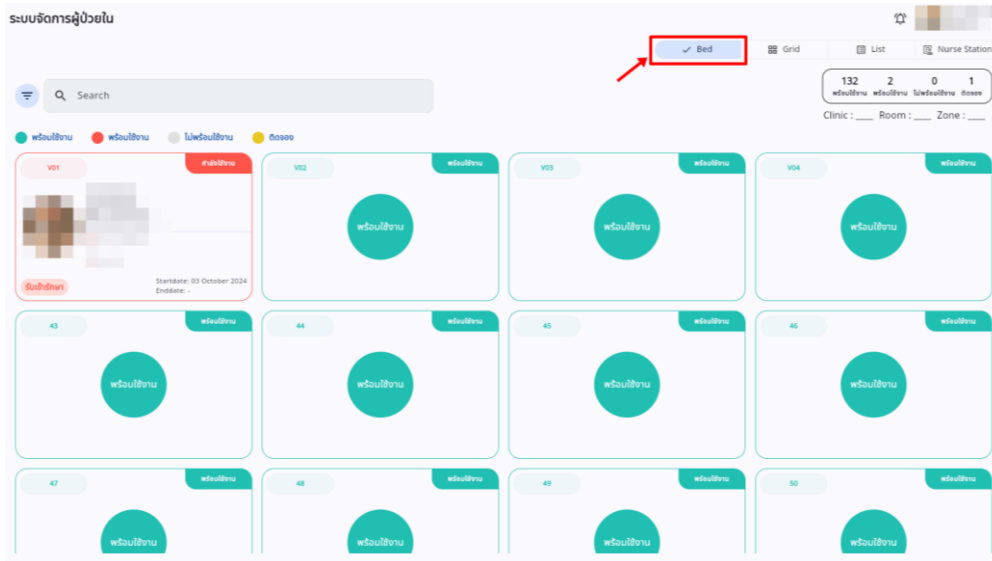 ระบบจัดการผู้ป่วยใน
Bed Grid List Nurse Station
Search
132 2 0 1
พร้อมใช้งาน พร้อมใช้งาน ไม่พร้อมใช้งาน ติดจอง
Clinic : ___ Room : ___ Zone : ___
พร้อมใช้งาน พร้อมใช้งาน ไม่พร้อมใช้งาน ติดจอง
V01 กำลังใช้งาน V02 พร้อมใช้งาน V03 พร้อมใช้งาน V04 พร้อมใช้งาน
พร้อมใช้งาน พร้อมใช้งาน พร้อมใช้งาน
รับเข้ารักษา Startdate: 03 October 2024
Enddate: -
43 พร้อมใช้งาน 44 พร้อมใช้งาน 45 พร้อมใช้งาน 46 พร้อมใช้งาน
พร้อมใช้งาน พร้อมใช้งาน พร้อมใช้งาน พร้อมใช้งาน
47 พร้อมใช้งาน 48 พร้อมใช้งาน 49 พร้อมใช้งาน 50 พร้อมใช้งาน
พร้อมใช้งาน พร้อมใช้งาน พร้อมใช้งาน พร้อมใช้งาน